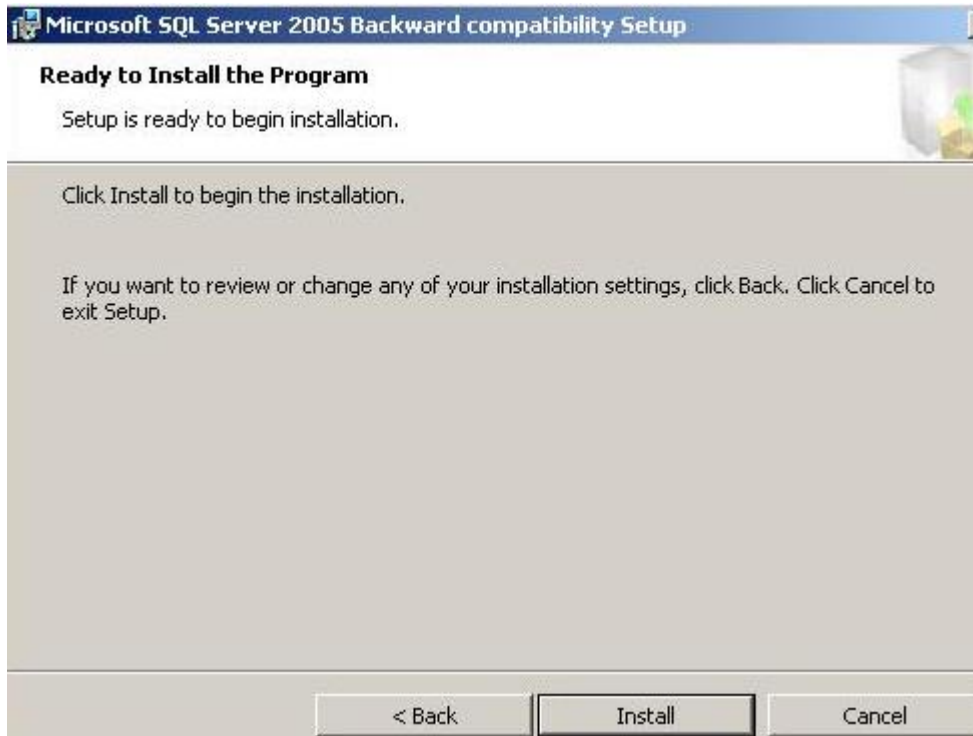 Microsoft SQL Server 2005 Backward compatibility Setup
Ready to Install the Program
Setup is ready to begin installation.
Click Install to begin the installation.
If you want to review or change any of your installation settings, click Back. Click Cancel to
exit Setup.
< Back Install Cancel